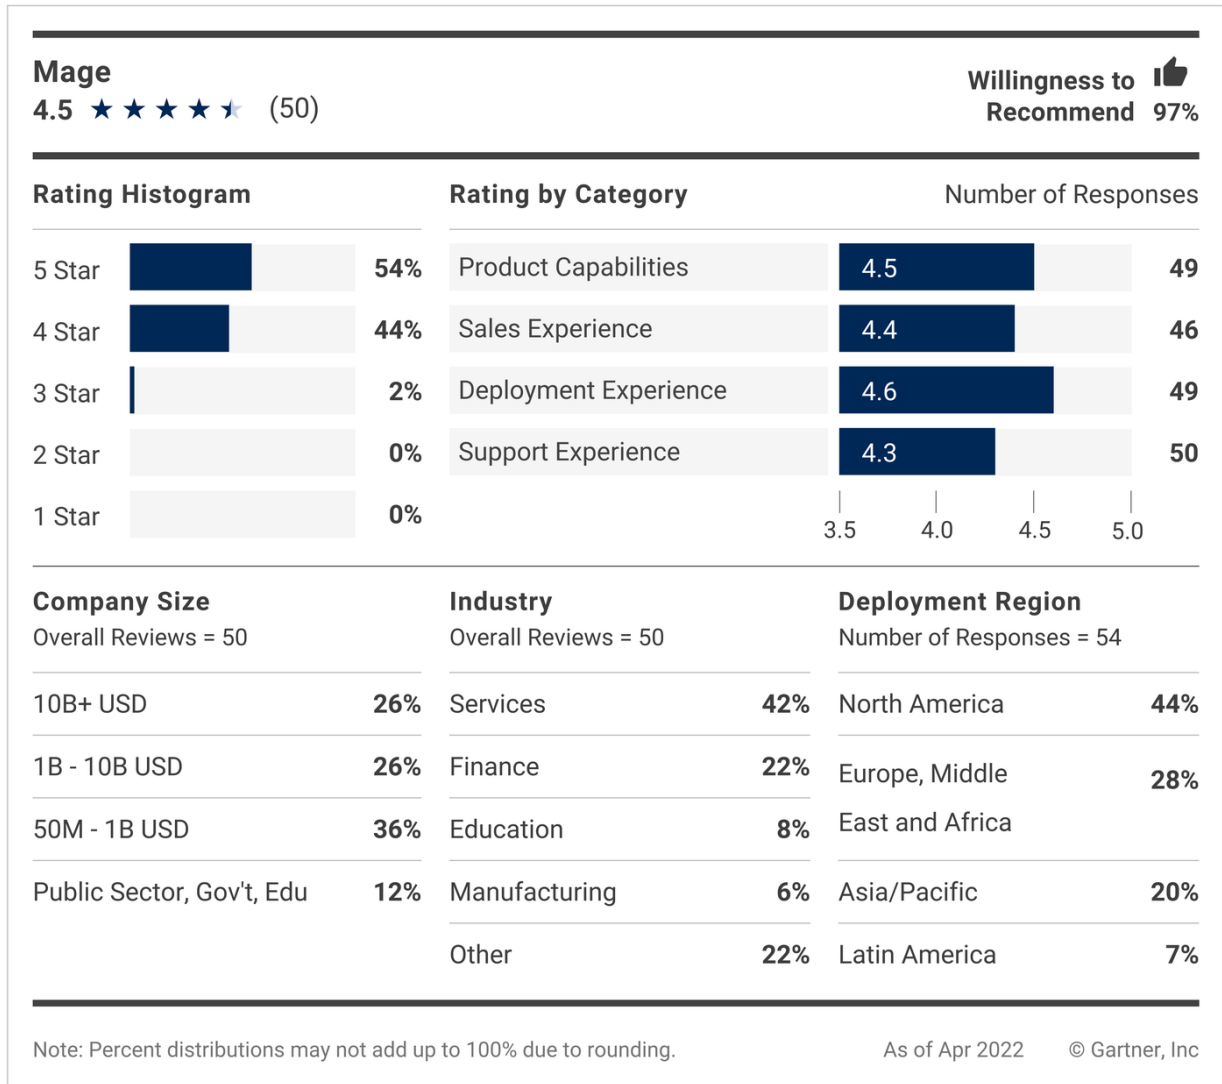 Mage
4.5 (50)
Willingness to
Recommend 97%
Rating Histogram
5 Star 54%
4 Star 44%
3 Star 2%
2 Star 0%
1 Star 0%
Rating by Category Number of Responses
Product Capabilities 4.5 49
Sales Experience 4.4 46
Deployment Experience 4.6 49
Support Experience 4.3 50
3.5 4.0 4.5 5.0
Company Size
Overall Reviews = 50
10B+ USD 26%
1B - 10B USD 26%
50M - 1B USD 36%
Public Sector, Gov't, Edu 12%
Industry
Overall Reviews = 50
Services 42%
Finance 22%
Education 8%
Manufacturing 6%
Other 22%
Deployment Region
Number of Responses = 54
North America 44%
Europe, Middle 28%
East and Africa
Asia/Pacific 20%
Latin America 7%
Note: Percent distributions may not add up to 100% due to rounding.
As of Apr 2022 © Gartner, Inc